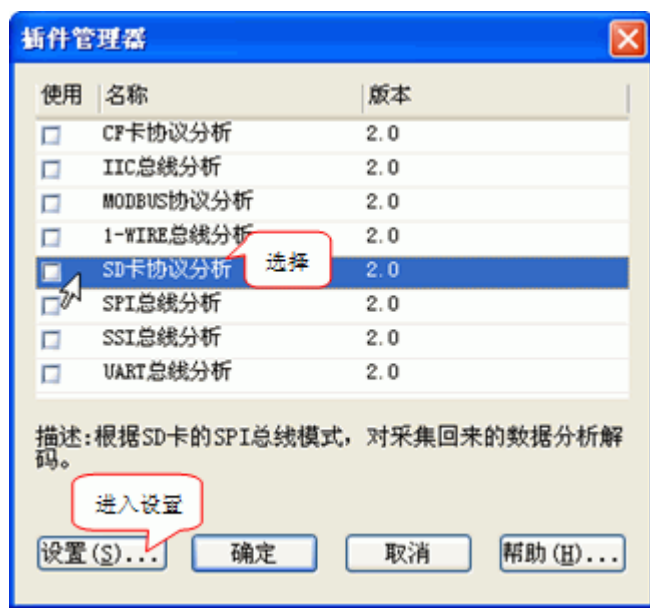 插件管理器
使用 名称 版本
CF卡协议分析 2.0
IIC总线分析 2.0
MODBUS协议分析 2.0
1-WIRE总线分析 2.0
选择
SD卡协议分析 2.0
SPI总线分析 2.0
SSI总线分析 2.0
UART总线分析 2.0
描述:根据SD卡的SPI总线模式，对采集回来的数据分析解
码。
进入设置
设置(S)... 确定 取消 帮助(H)...